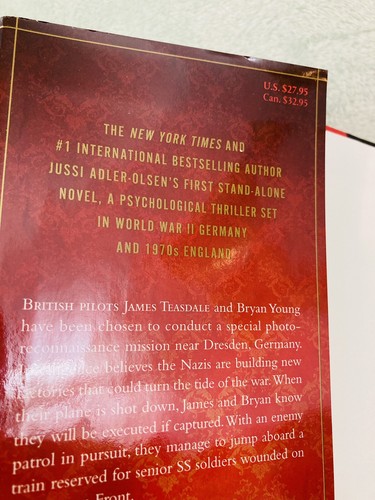 U.S. $27.95
Can. $32.95
THE NEW YORK TIMES AND
#1 INTERNATIONAL BESTSELLING AUTHOR
JUSSI ADLER-OLSEN'S FIRST STAND-ALONE
NOVEL, A PSYCHOLOGICAL THRILLER SET
IN WORLD WAR II GERMANY
AND 1970s ENGLAND
BRITISH PILOTS JAMES TEASDALE and Bryan Young
have been chosen to conduct a special photo-
reconnaissance mission near Dresden, Germany.
believes the Nazis are building new
factories that could turn the tide of the war. When
their plane is shot down, James and Bryan know
they will be executed if captured. With an enemy
patrol in pursuit, they manage to jump aboard a
train reserved for senior SS soldiers wounded on
Front.